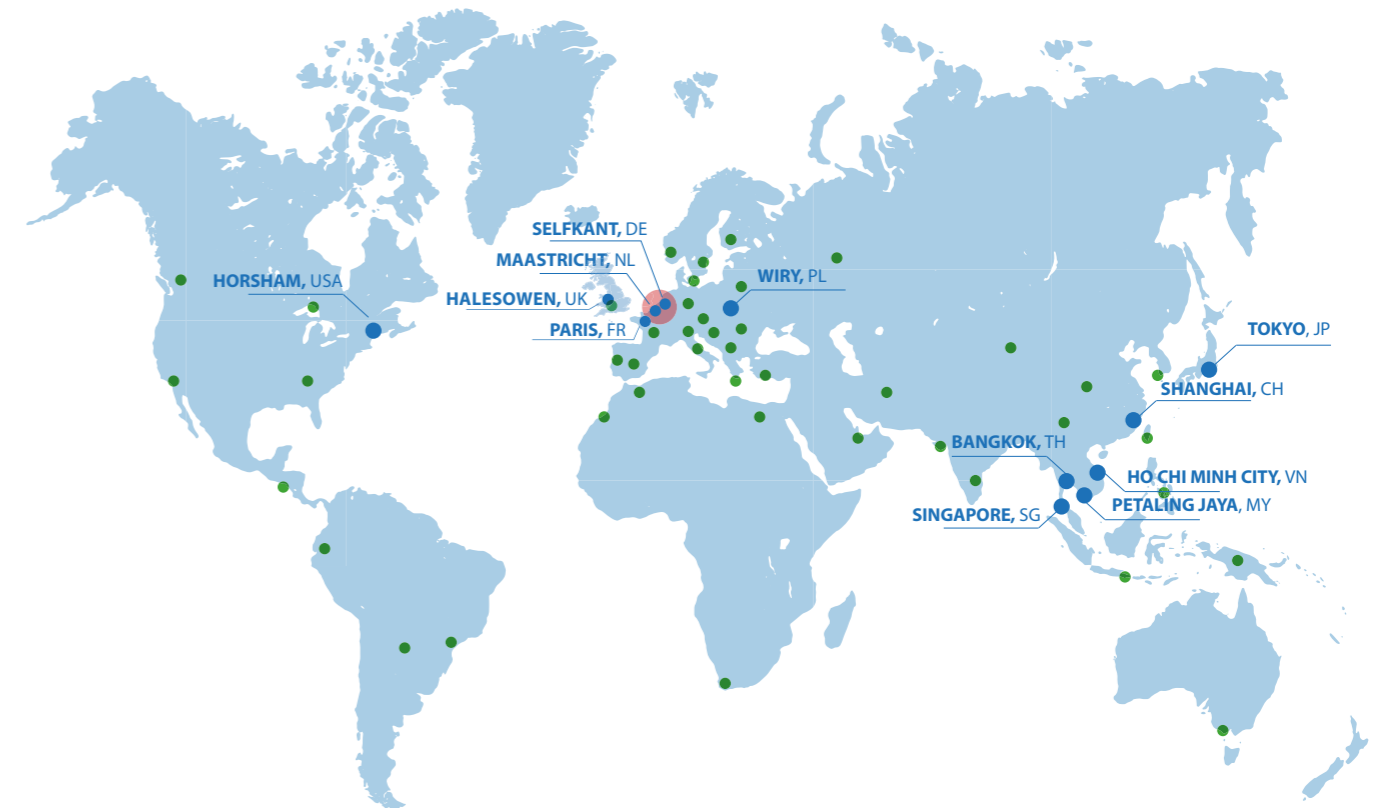 SELFKANT, DE
MAASTRICHT, NL
WIRY, PL
HORSHAM, USA
HALESOWEN, UK
PARIS, FR
TOKYO, JP
SHANGHAI, CH
BANGKOK, TH
HO CHI MINH CITY, VN
PETALING JAYA, MY
SINGAPORE, SG